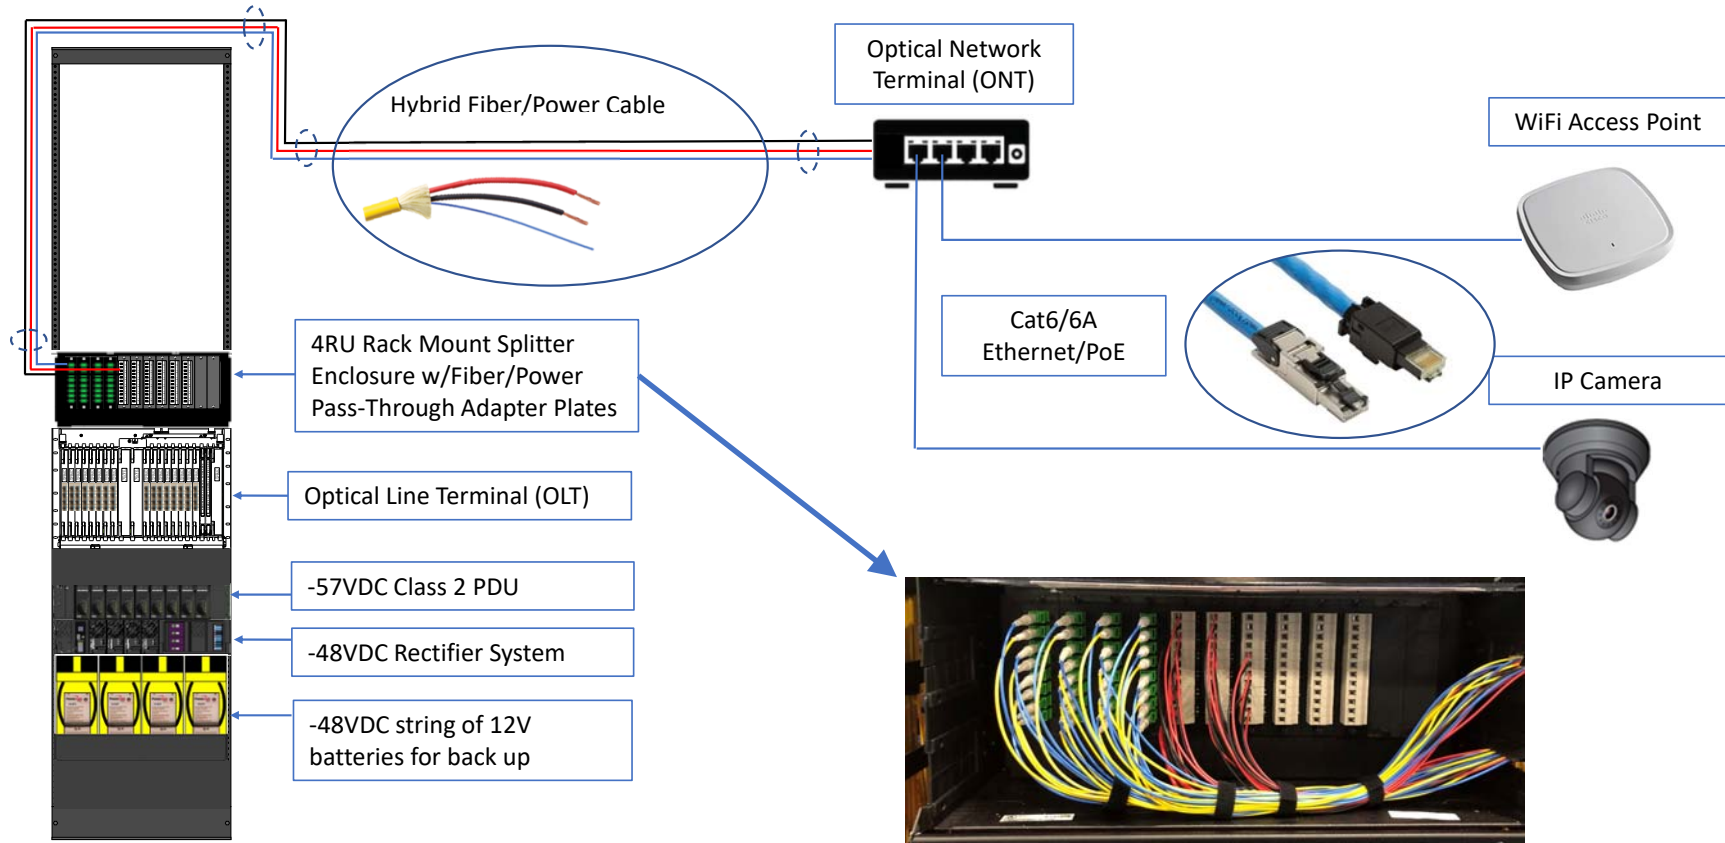 Optical Network
Terminal (ONT)
Hybrid Fiber/Power Cable
WiFi Access Point
4RU Rack Mount Splitter
Enclosure w/Fiber/Power
Pass-Through Adapter Plates
Cat6/6A
Ethernet/PoE
IP Camera
Optical Line Terminal (OLT)
-57VDC Class 2 PDU
-48VDC Rectifier System
-48VDC string of 12V
batteries for back up